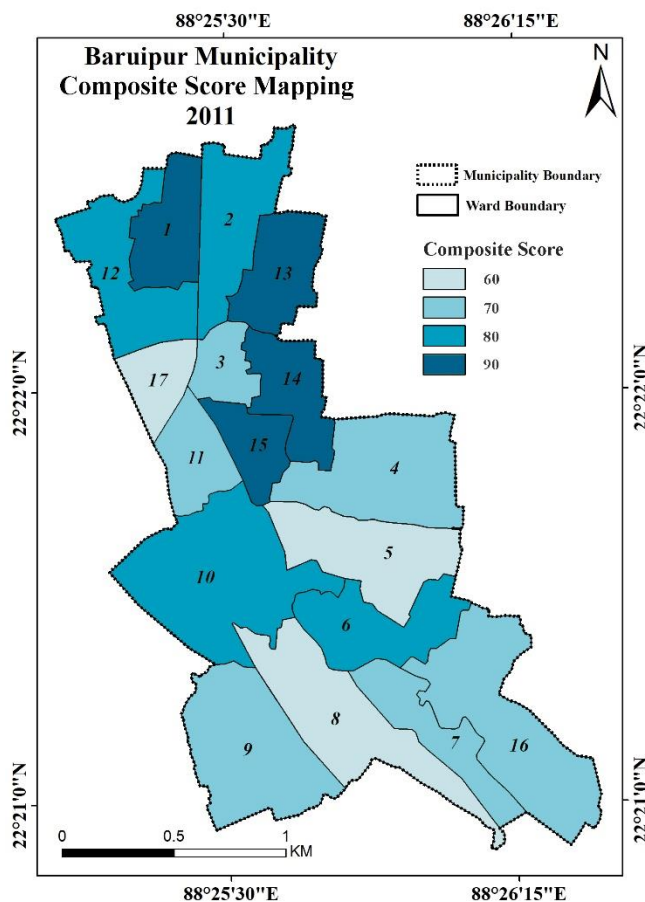 88°25'30"E 88°26'15"E
Baruipur Municipality
Composite Score Mapping
2011
N
Municipality Boundary
Ward Boundary
Composite Score
60
70
80
90
1
2
12
13
3
17
14
11
15
4
5
10
6
8
9
7
16
22°22'0"N 22°22'0"N
22°21'0"N 22°21'0"N
0 0.5 1
KM
88°25'30"E 88°26'15"E